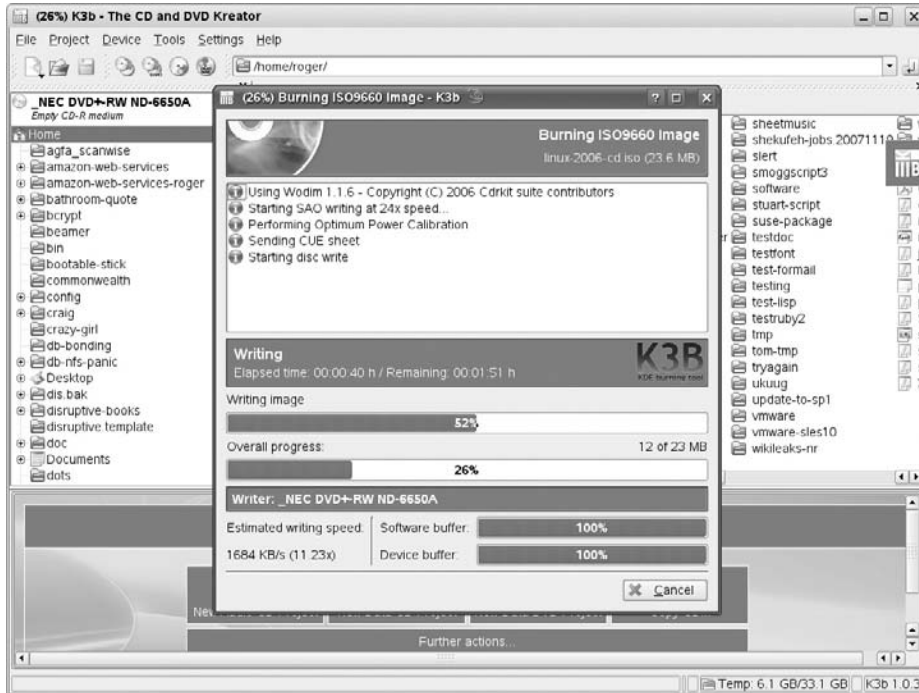 (26%) K3b - The CD and DVD Kreator
File Project Device Tools Settings Help
/home/roger/
_NEC DVD+-RW ND-6650A
Empty CD-R medium
Home
agfa_scanwise
amazon-web-services
amazon-web-services-roger
bathroom-quote
bcrypt
beamer
bin
bootable-stick
commonwealth
config
craig
crazy-girl
db-bonding
db-nfs-panic
Desktop
dis.bak
disruptive-books
disruptive template
doc
Documents
dots
(26%) Burning ISO9660 Image - K3b
Burning ISO9660 Image
linux-2006-cd.iso (23.6 MB)
Using Wodim 1.1.6 - Copyright (C) 2006 Cdrkit suite contributors
Starting SAO writing at 24x speed...
Performing Optimum Power Calibration
Sending CUE sheet
Starting disc write
Writing
Elapsed time: 00:00:40 h / Remaining: 00:01:51 h
K3B
KDE burning tool
Writing image
52%
Overall progress: 12 of 23 MB
26%
Writer: _NEC DVD+-RW ND-6650A
Estimated writing speed: Software buffer: 100%
1684 KB/s (11.23x) Device buffer: 100%
Cancel
sheetmusic
shekufeh-jobs 20071119
slert
smoggscript3
software
stuart-script
suse-package
testdoc
testfont
test-formail
testing
test-lisp
testruby2
tmp
tom-tmp
tryagain
ukuug
update-to-sp1
vmware
vmware-sles10
wikileaks-nr
Further actions...
Temp: 6.1 GB/33.1 GB K3b 1.0.3